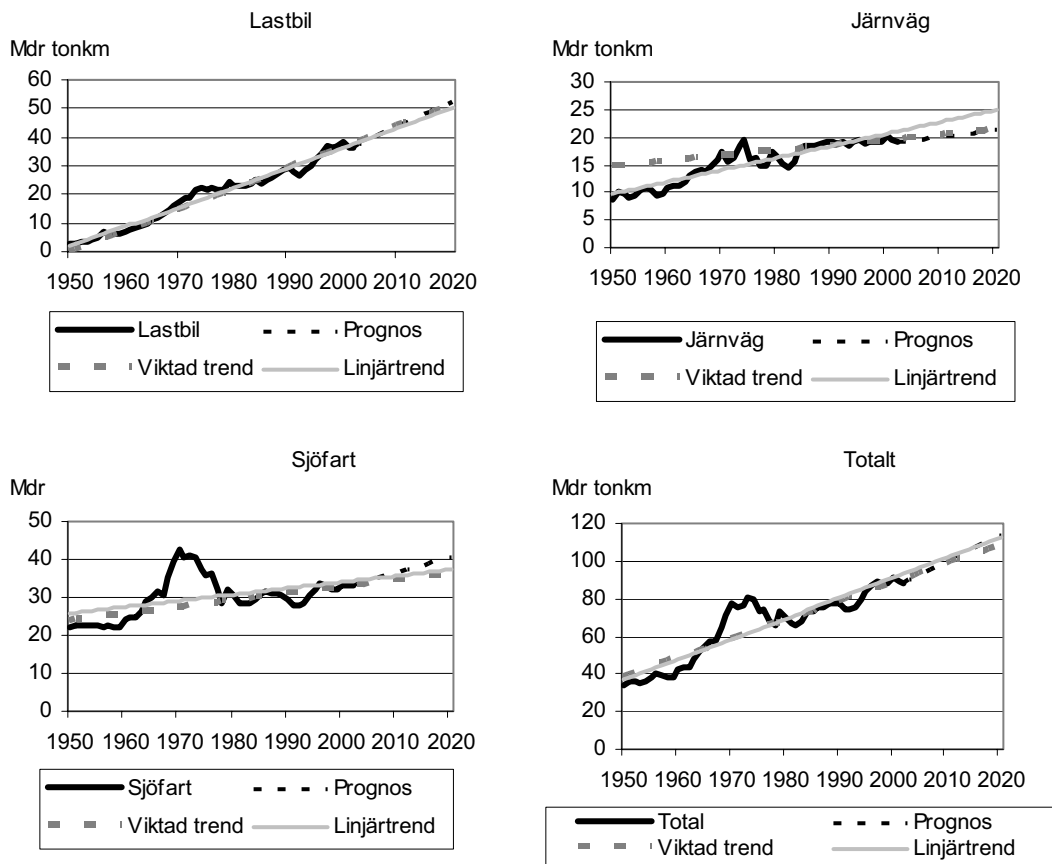 Lastbil
Mdr tonkm
60
50
40
30
20
10
0
1950 1960 1970 1980 1990 2000 2010 2020
Lastbil Prognos
Viktad trend Linjärtrend
Järnväg
Mdr tonkm
30
25
20
15
10
5
0
1950 1960 1970 1980 1990 2000 2010 2020
Järnväg Prognos
Viktad trend Linjärtrend
Sjöfart
Mdr
50
40
30
20
10
0
1950 1960 1970 1980 1990 2000 2010 2020
Sjöfart Prognos
Viktad trend Linjärtrend
Totalt
Mdr tonkm
120
100
80
60
40
20
0
1950 1960 1970 1980 1990 2000 2010 2020
Total Prognos
Viktad trend Linjärtrend